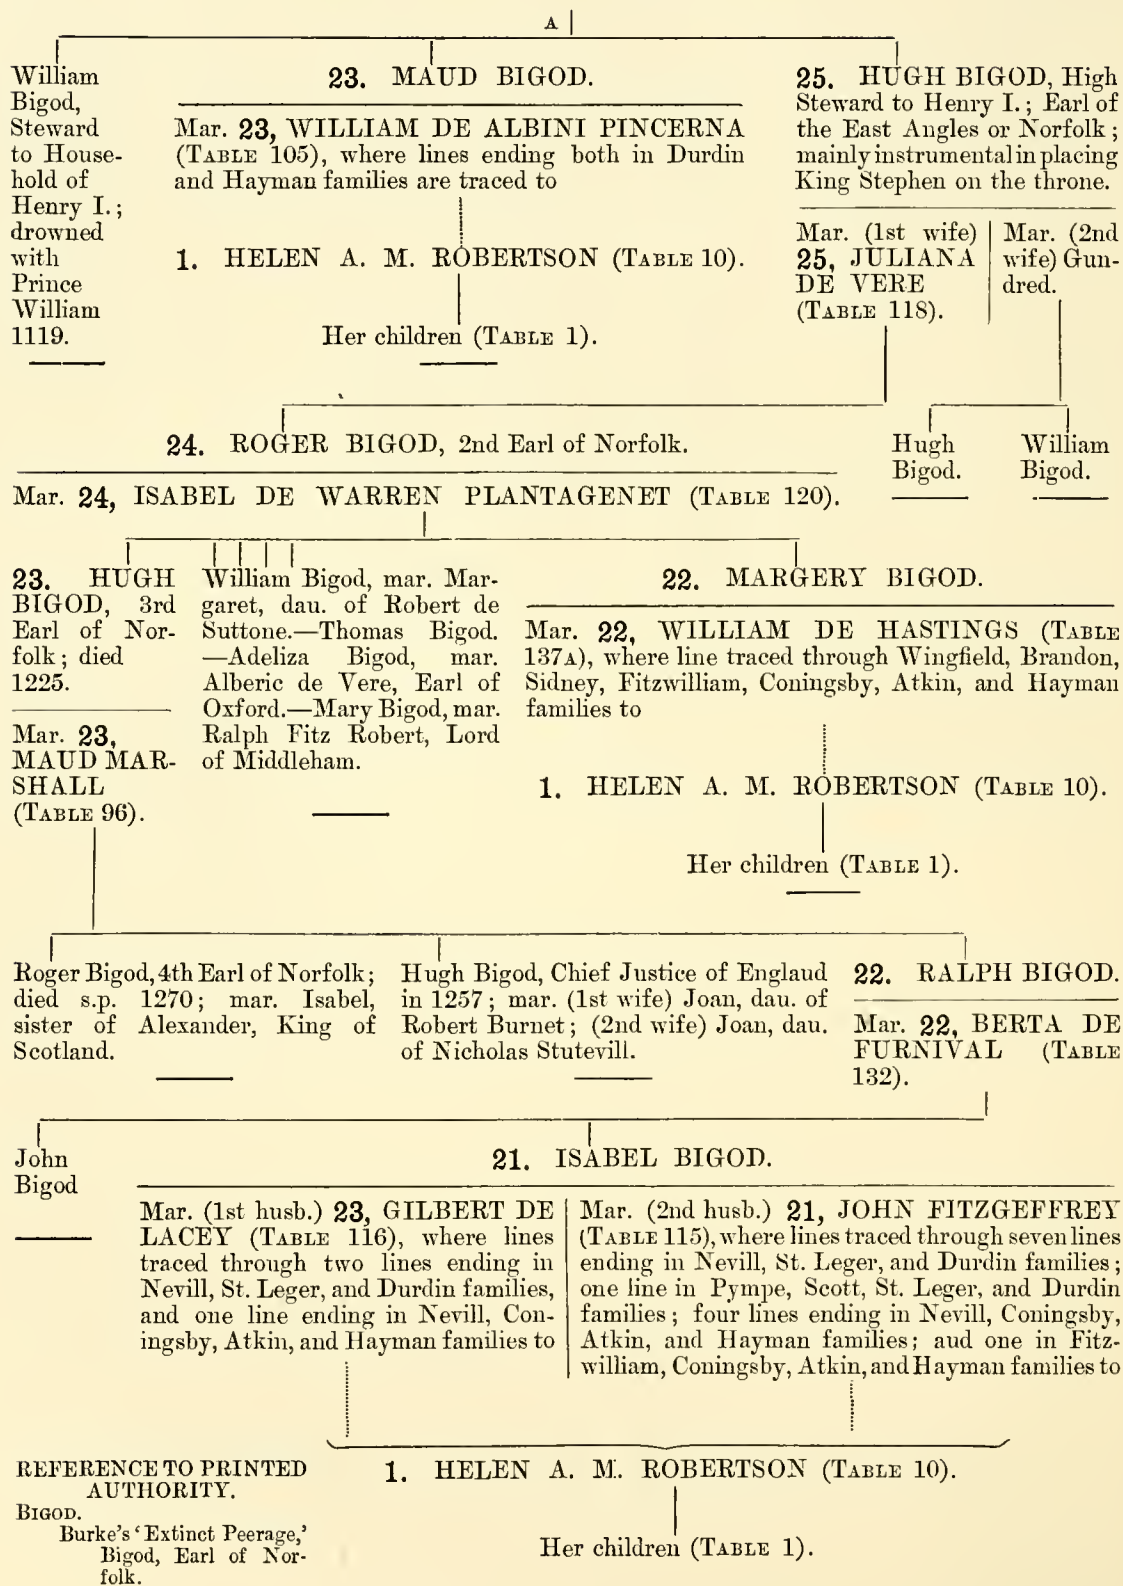 A
William
Bigod,
Steward
to House-
hold of
Henry I.;
drowned
with
Prince
William
1119.
23. MAUD BIGOD.
Mar. 23, WILLIAM DE ALBINI PINCERNA
(TABLE 105), where lines ending both in Durdin
and Hayman families are traced to
1. HELEN A. M. ROBERTSON (TABLE 10).
Her children (TABLE 1).
25. HUGH BIGOD, High
Steward to Henry I.; Earl of
the East Angles or Norfolk;
mainly instrumental in placing
King Stephen on the throne.
Mar. (1st wife)
25, JULIANA
DE VERE
(TABLE 118).
Mar. (2nd
wife) Gun-
dred.
24. ROGER BIGOD, 2nd Earl of Norfolk.
Hugh
Bigod.
William
Bigod.
Mar. 24, ISABEL DE WARREN PLANTAGENET (TABLE 120).
23. HUGH
BIGOD, 3rd
Earl of Nor-
folk; died
1225.
Mar. 23,
MAUD MAR-
SHALL
(TABLE 96).
William Bigod, mar. Mar-
garet, dau. of Robert de
Suttone.—Thomas Bigod.
—Adeliza Bigod, mar.
Alberic de Vere, Earl of
Oxford.—Mary Bigod, mar.
Ralph Fitz Robert, Lord
of Middleham.
22. MARGERY BIGOD.
Mar. 22, WILLIAM DE HASTINGS (TABLE
137A), where line traced through Wingfield, Brandon,
Sidney, Fitzwilliam, Coningsby, Atkin, and Hayman
families to
1. HELEN A. M. ROBERTSON (TABLE 10).
Her children (TABLE 1).
Roger Bigod, 4th Earl of Norfolk;
died s.p. 1270; mar. Isabel,
sister of Alexander, King of
Scotland.
Hugh Bigod, Chief Justice of Englaud
in 1257; mar. (1st wife) Joan, dau. of
Robert Burnet; (2nd wife) Joan, dau.
of Nicholas Stutevill.
22. RALPH BIGOD.
Mar. 22, BERTA DE
FURNIVAL (TABLE
132).
John
Bigod
21. ISABEL BIGOD.
Mar. (1st husb.) 23, GILBERT DE
LACEY (TABLE 116), where lines
traced through two lines ending in
Nevill, St. Leger, and Durdin families,
and one line ending in Nevill, Con-
ingsby, Atkin, and Hayman families to
Mar. (2nd husb.) 21, JOHN FITZGEFFREY
(TABLE 115), where lines traced through seven lines
ending in Nevill, St. Leger, and Durdin families;
one line in Pympe, Scott, St. Leger, and Durdin
families; four lines ending in Nevill, Coningsby,
Atkin, and Hayman families; aud one in Fitz-
william, Coningsby, Atkin, and Hayman families to
1. HELEN A. M. ROBERTSON (TABLE 10).
Her children (TABLE 1).
REFERENCE TO PRINTED
AUTHORITY.
BIGOD.
Burke's 'Extinct Peerage,'
Bigod, Earl of Nor-
folk.